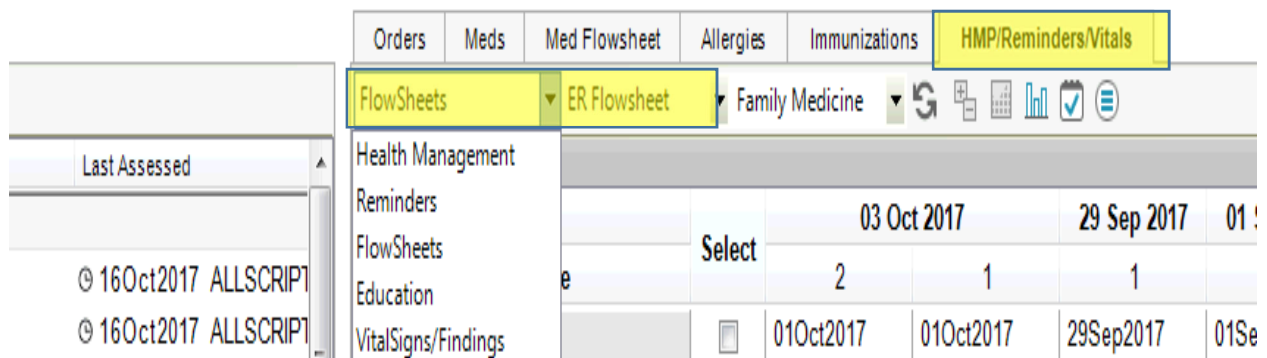 Orders Meds Med Flowsheet Allergies Immunizations HMP/Reminders/Vitals
FlowSheets ER Flowsheet Family Medicine
Last Assessed
Health Management
Reminders
FlowSheets
Education
VitalSigns/Findings
Select
03 Oct 2017 29 Sep 2017 01
2 1 1
01Oct2017 01Oct2017 29Sep2017 01Se
16Oct2017 ALLSCRIPT
16Oct2017 ALLSCRIPT